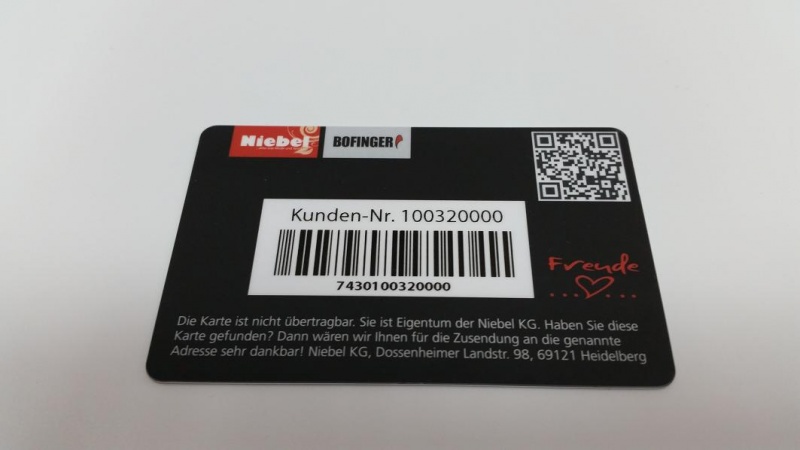 Niebel
BOFINGER
Kunden-Nr. 100320000
7430100320000
Freude
Die Karte ist nicht übertragbar. Sie ist Eigentum der Niebel KG. Haben Sie diese
Karte gefunden? Dann wären wir Ihnen für die Zusendung an die genannte
Adresse sehr dankbar! Niebel KG, Dossenheimer Landstr. 98, 69121 Heidelberg